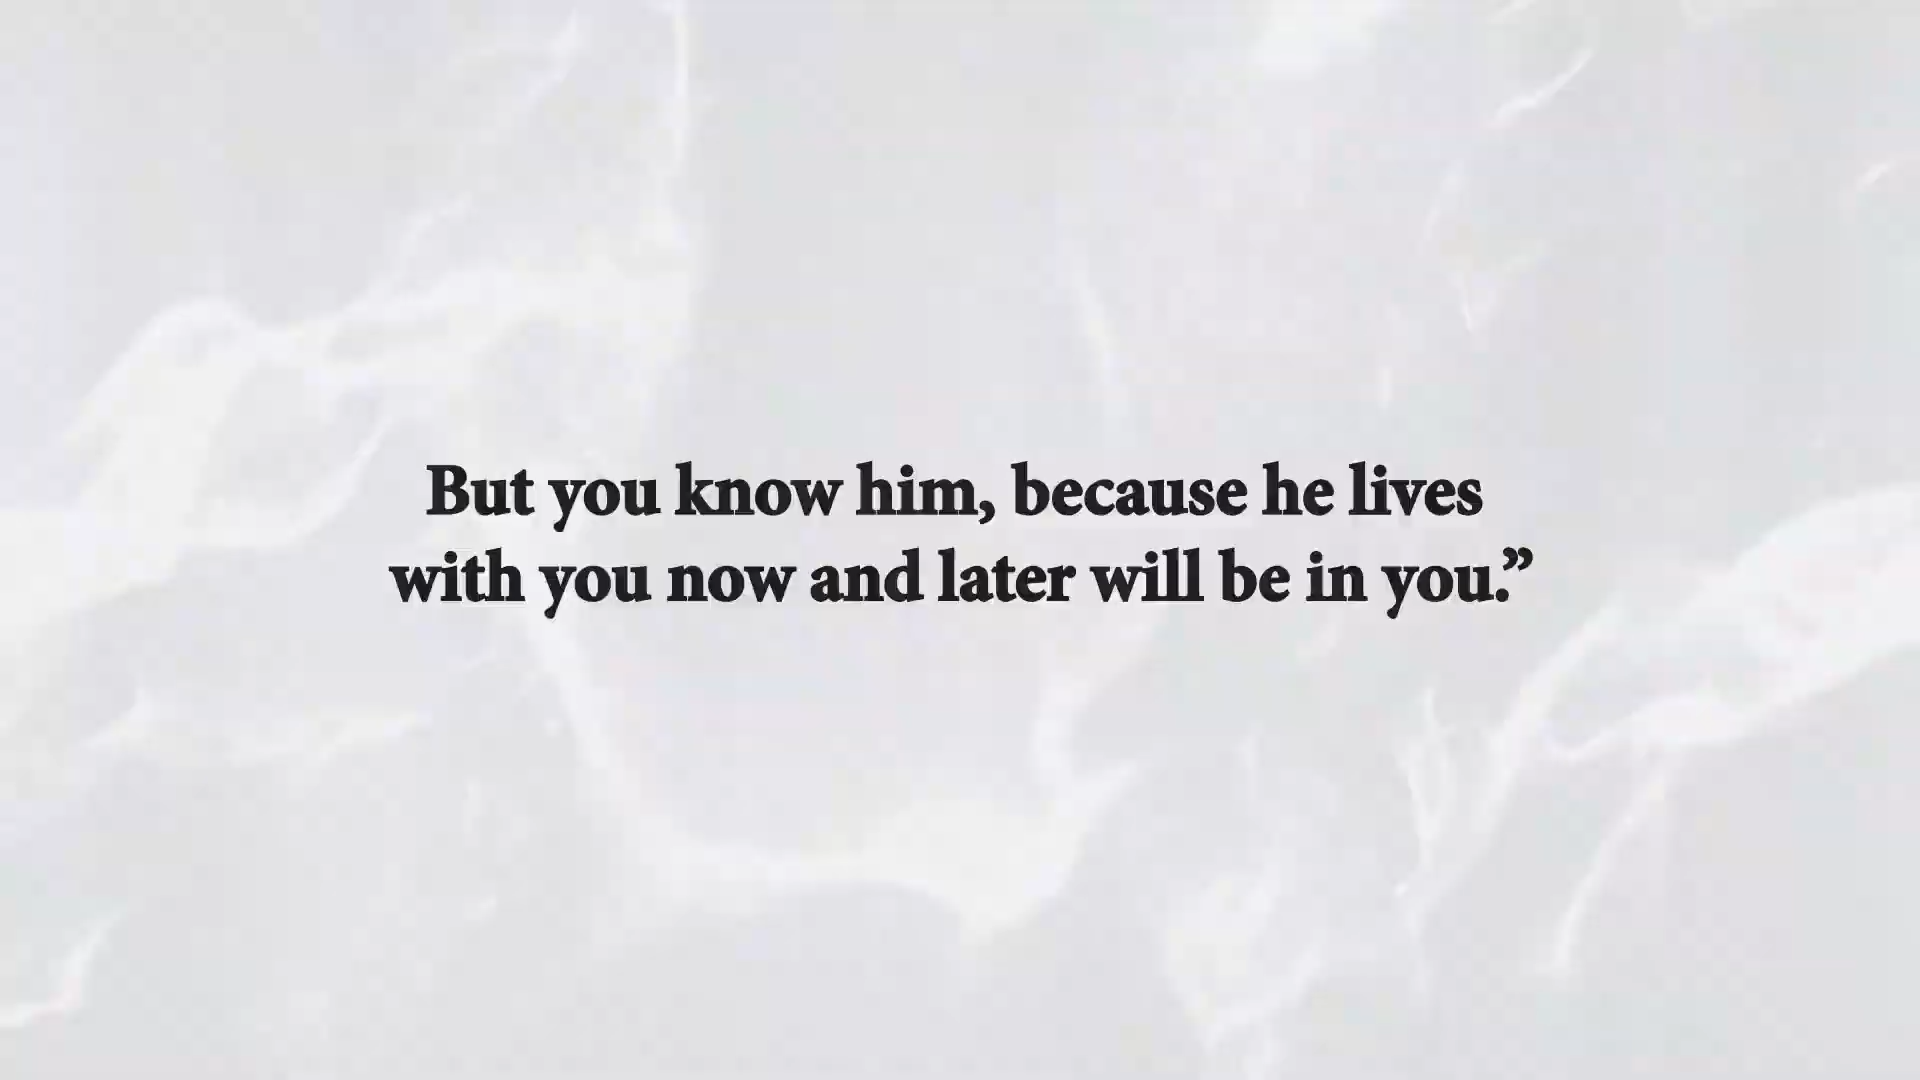 But you know him, because he lives
with you now and later will be in you.”